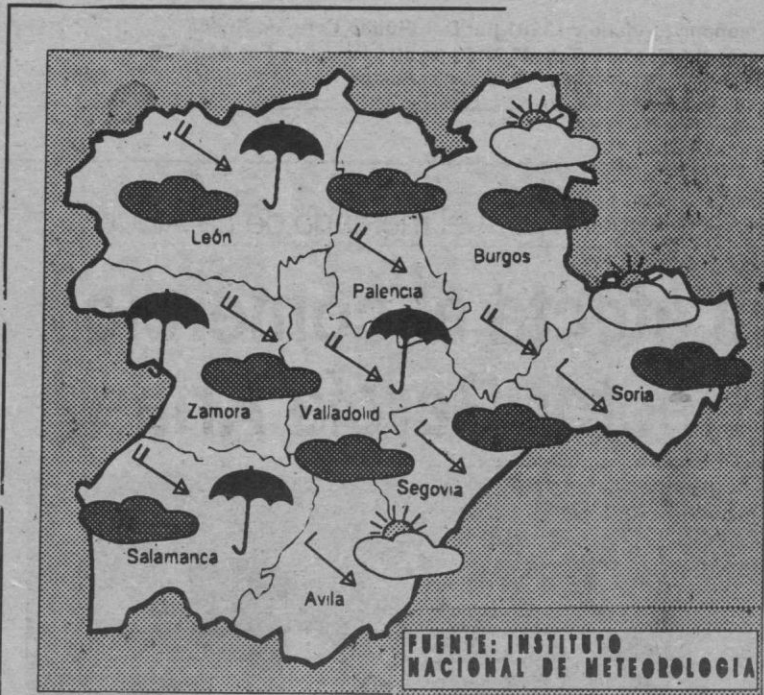 León
Burgos
Palencia
Soria
Zamora
Valladolid
Segovia
Salamanca
Avila
FUENTE: INSTITUTO
NACIONAL DE METEOROLOGIA